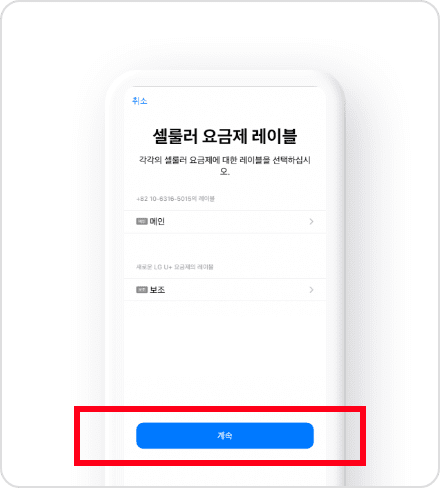 취소
셀룰러 요금제 레이블
각각의 셀룰러 요금제에 대한 레이블을 선택하십시
오.
+82 10-6316-5015의 레이블
메인
새로운 LG U+ 요금제의 레이블
보조
계속